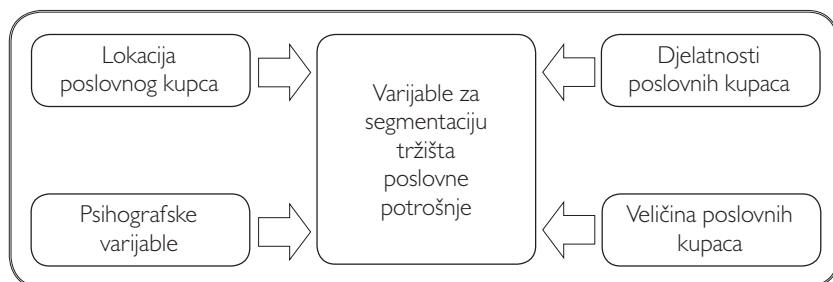 Lokacija
poslovnog kupca
Psihografske
varijable
Varijable za
segmentaciju
tržišta
poslovne
potrošnje
Djelatnosti
poslovnih kupaca
Veličina poslovnih
kupaca